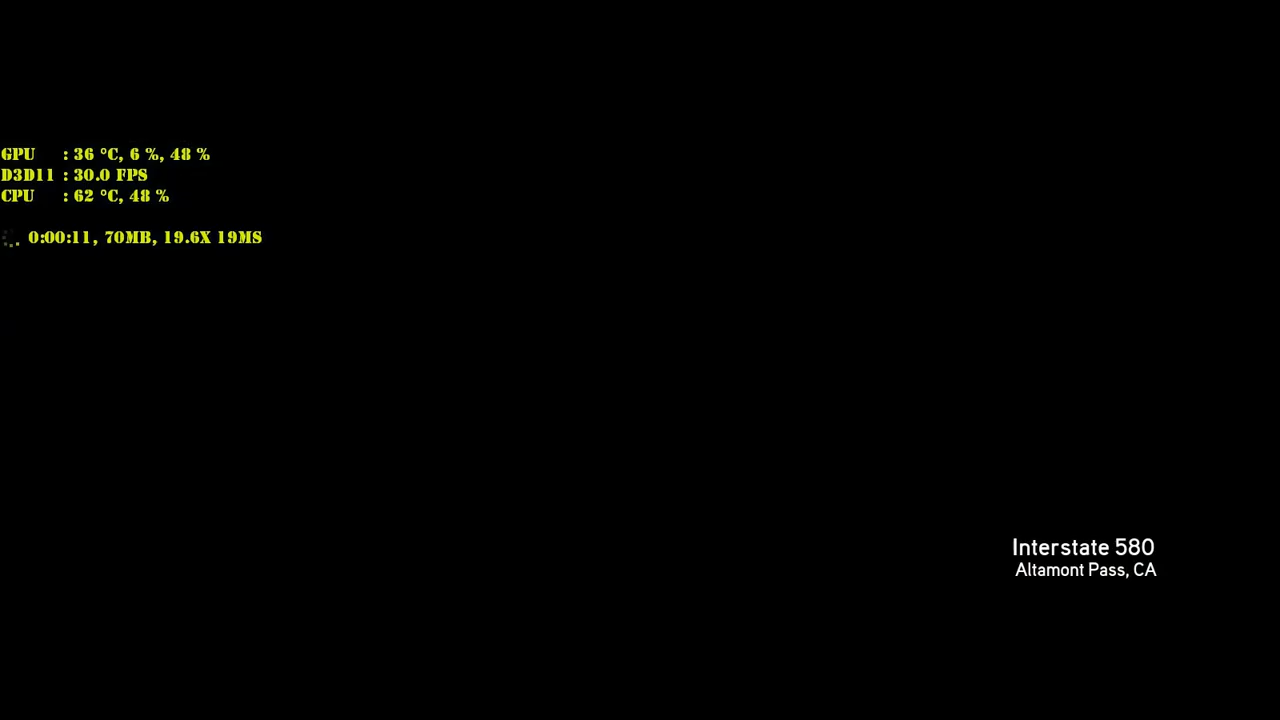 GPU : 36 °C, 6 %, 48 %
D3D11 : 30.0 FPS
CPU : 62 °C, 48 %
0:00:11, 70MB, 19.6X 19MS
Interstate 580
Altamont Pass, CA